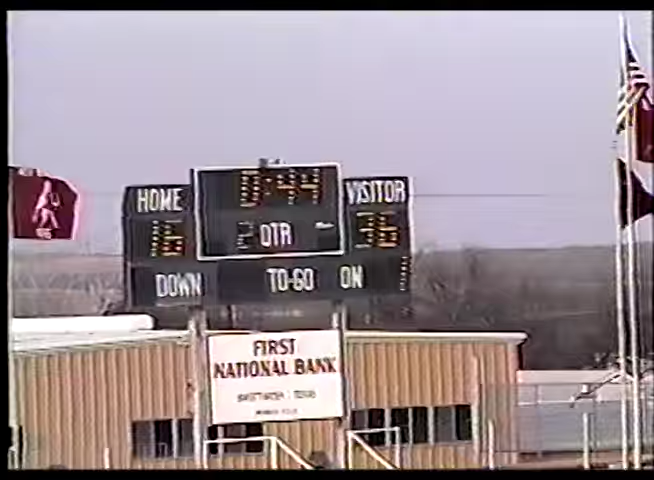 HOME 0:44 VISITOR
16 2 QTR 36
DOWN TO-GO ON
FIRST
NATIONAL BANK